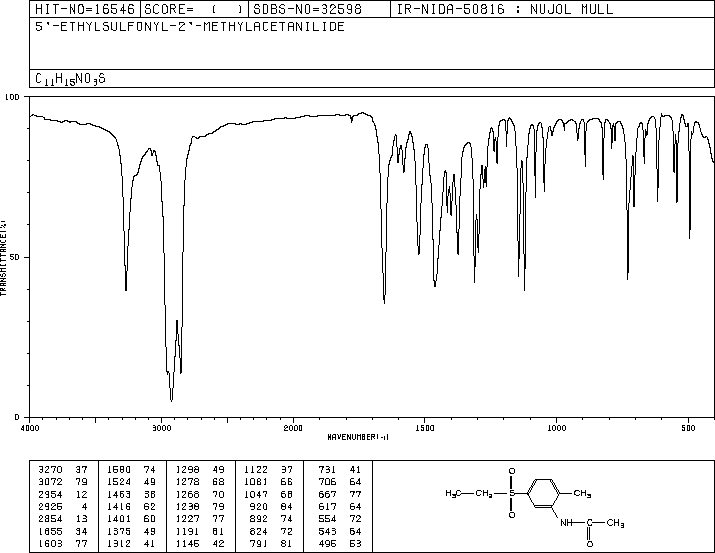 HIT-NO=16546 SCORE= ( ) SDBS-NO=32598 IR-NIDA-50816 : NUJOL MULL
5'-ETHYLSULFONYL-2'-METHYLACETANILIDE
C11H15NO3S
100
TRANSMITTANCE(%)
50
0
4000 3000 2000 1500 1000 500
WAVENUMBER(-1)
3270 37 1580 74 1298 49 1122 37 731 41
3072 79 1524 49 1278 68 1081 66 706 64
2954 12 1463 38 1268 70 1047 68 667 77
2925 4 1416 62 1238 79 920 84 617 64
2854 13 1401 60 1227 77 892 74 554 72
1655 34 1375 49 1191 81 824 72 543 64
1603 77 1312 41 1145 42 791 81 495 53
O
H3C CH2 S CH3
O
NH C CH3
O